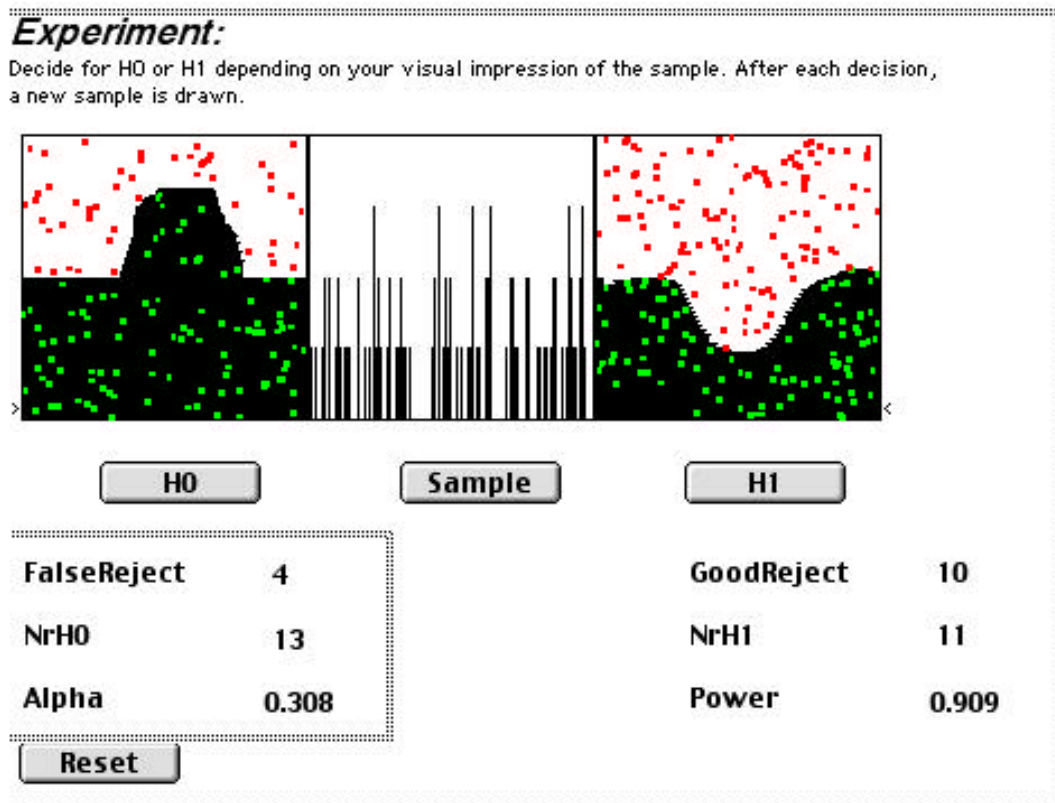 Experiment:
Decide for H0 or H1 depending on your visual impression of the sample. After each decision,
a new sample is drawn.
> <
H0 Sample H1
FalseReject 4 GoodReject 10
NrH0 13 NrH1 11
Alpha 0.308 Power 0.909
Reset